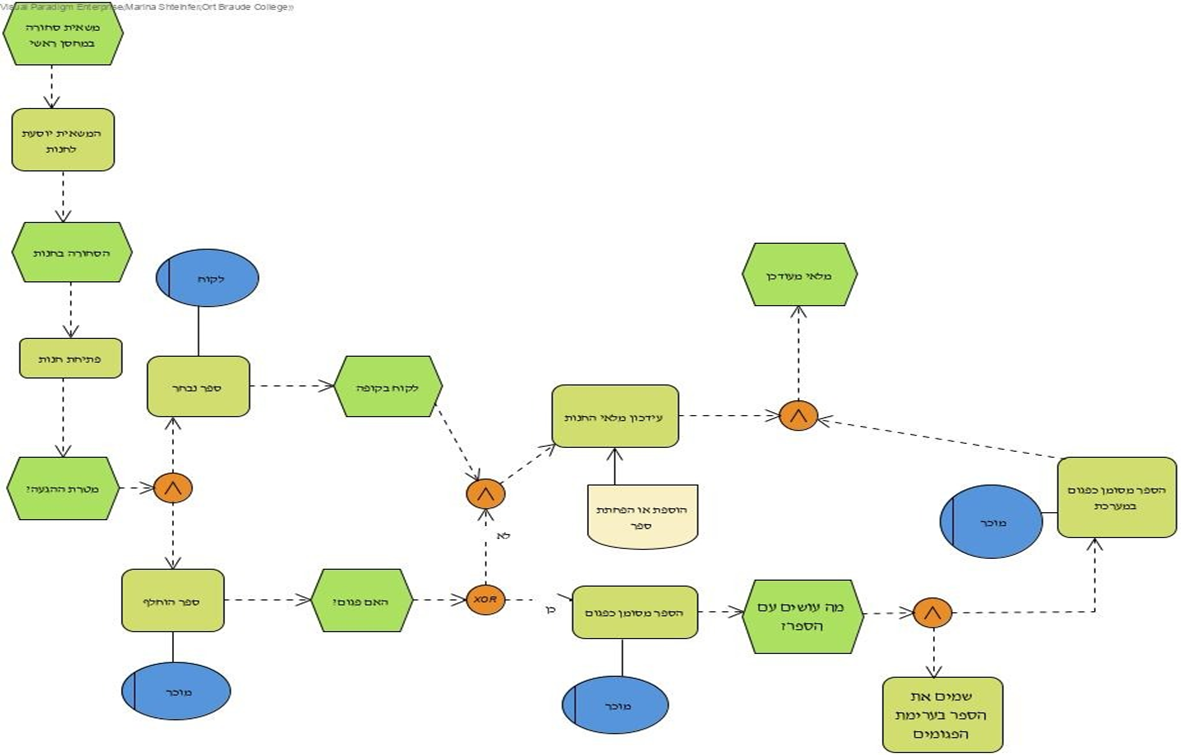 Visual Paradigm Enterprise(Marina Shteinfer(Ort Braude College))
משאית סחורה
במחסן ראשי
המשאית יוסעת
לחנות
הסחורה בחנות
פתיחת חנות
מטרת ההגעה?
לקוח
ספר נבחר
לקוח בקופה
ספר הוחלף
מוכר
האם פגום?
XOR
לא
כן
עידכון מלאי החנות
הוספת או הפחתת
ספר
מלאי מעודכן
הספר מסומן כפגום
מוכר
מה עושים עם
הספר?
שמים את
הספר בערימת
הפגומים
מוכר
הספר מסומן כפגום
במערכת